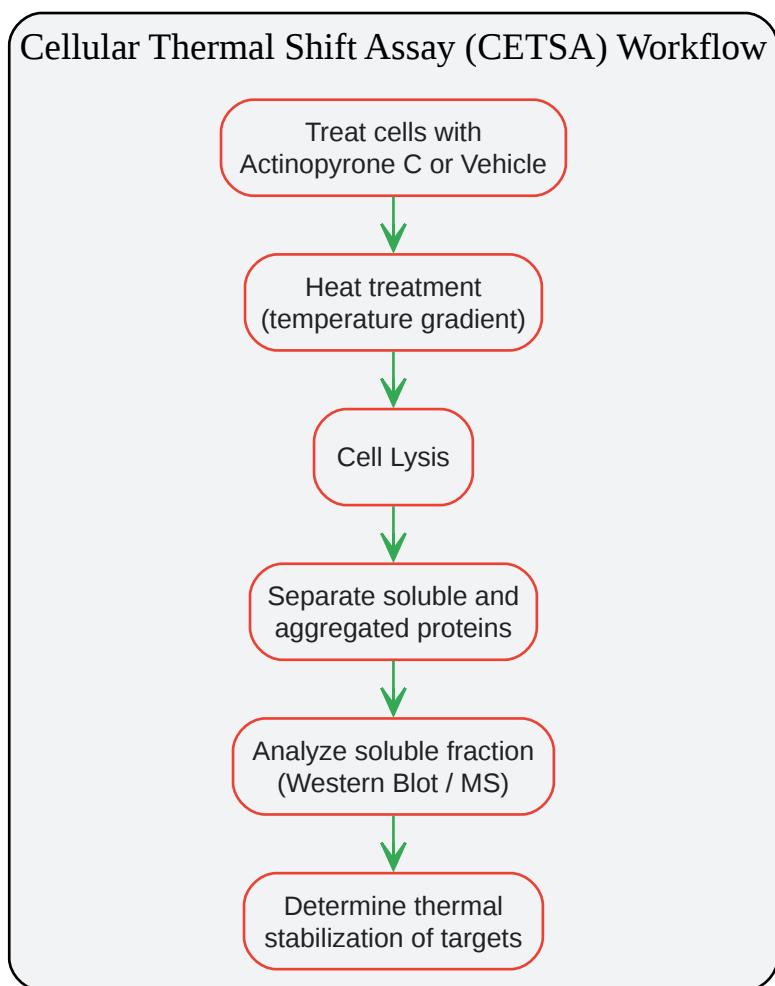 Cellular Thermal Shift Assay (CETSA) Workflow
Treat cells with
Actinopyrone C or Vehicle
Heat treatment
(temperature gradient)
Cell Lysis
Separate soluble and
aggregated proteins
Analyze soluble fraction
(Western Blot / MS)
Determine thermal
stabilization of targets